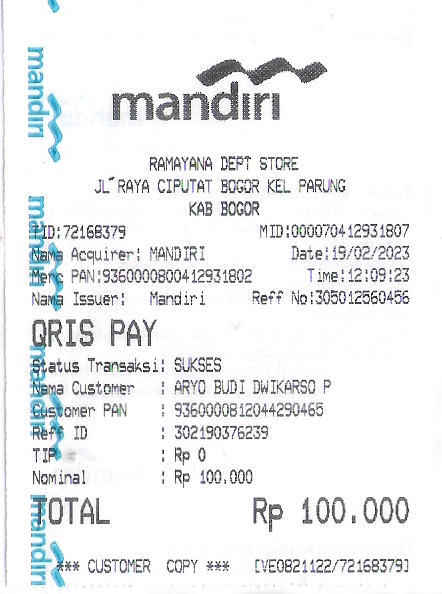 mandiri
RAMAYANA DEPT STORE
JL RAYA CIPUTAT BOGOR KEL PARUNG
KAB BOGOR
TID:72168379 MID:000070412931807
Nama Acquirer: MANDIRI Date:19/02/2023
Merc PAN:9360000800412931802 Time:12:09:23
Nama Issuer: Mandiri Reff No:305012560456
QRIS PAY
Status Transaksi: SUKSES
Nama Customer : ARYO BUDI DWIKARSO P
Customer PAN : 9360000812044290465
Reff ID : 302190376239
TIP : Rp 0
Nominal : Rp 100.000
TOTAL Rp 100.000
*** CUSTOMER COPY *** [VE0821122/72168379]
mandiri
mandiri
mandiri
mandiri